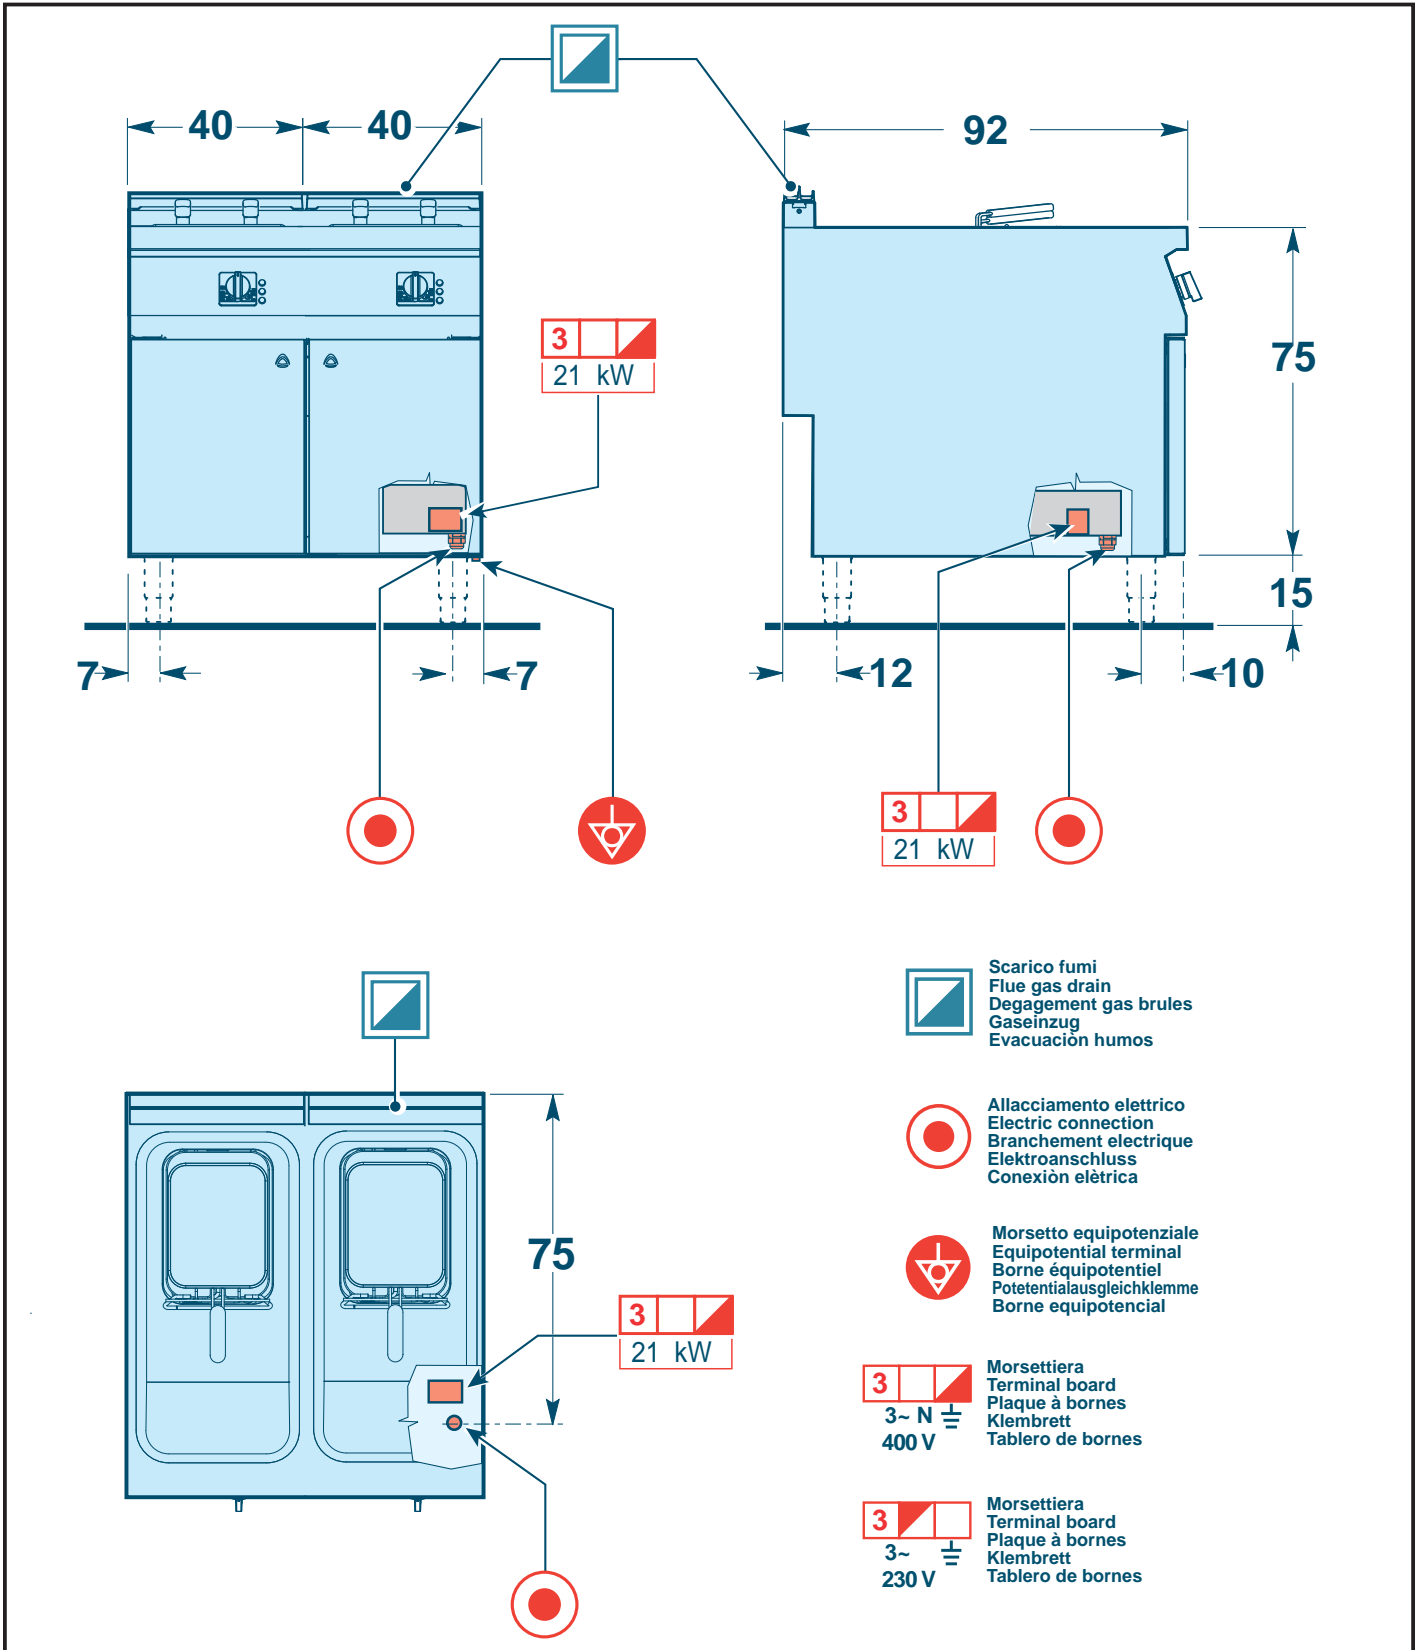 40
40
92
3
21 kW
75
15
7
7
12
10
3
21 kW
75
3
21 kW
Scarico fumi
Flue gas drain
Degagement gas brules
Gaseinzug
Evacuaciòn humos
Allacciamento elettrico
Electric connection
Branchement electrique
Elektroanschluss
Conexiòn elètrica
Morsetto equipotenziale
Equipotential terminal
Borne équipotentiel
Potetentialausgleichklemme
Borne equipotencial
3
3~ N
400 V
Morsettiera
Terminal board
Plaque à bornes
Klembrett
Tablero de bornes
3
3~
230 V
Morsettiera
Terminal board
Plaque à bornes
Klembrett
Tablero de bornes